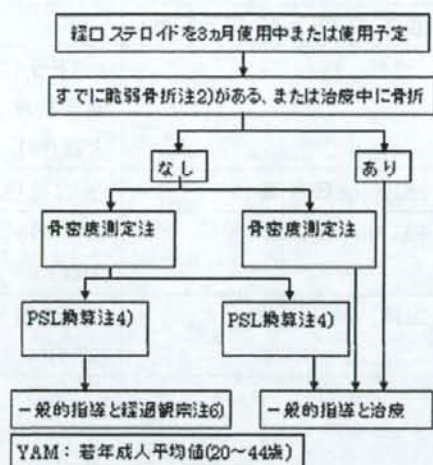 経口ステロイドを3ヵ月使用中または使用予定
すでに脆弱骨折注2)がある、または治療中に骨折
なし
あり
骨密度測定注
骨密度測定注
PSL換算注4)
PSL換算注4)
一般的指導と経過観察注6)
一般的指導と治療
YAM：若年成人平均値(20～44歳)